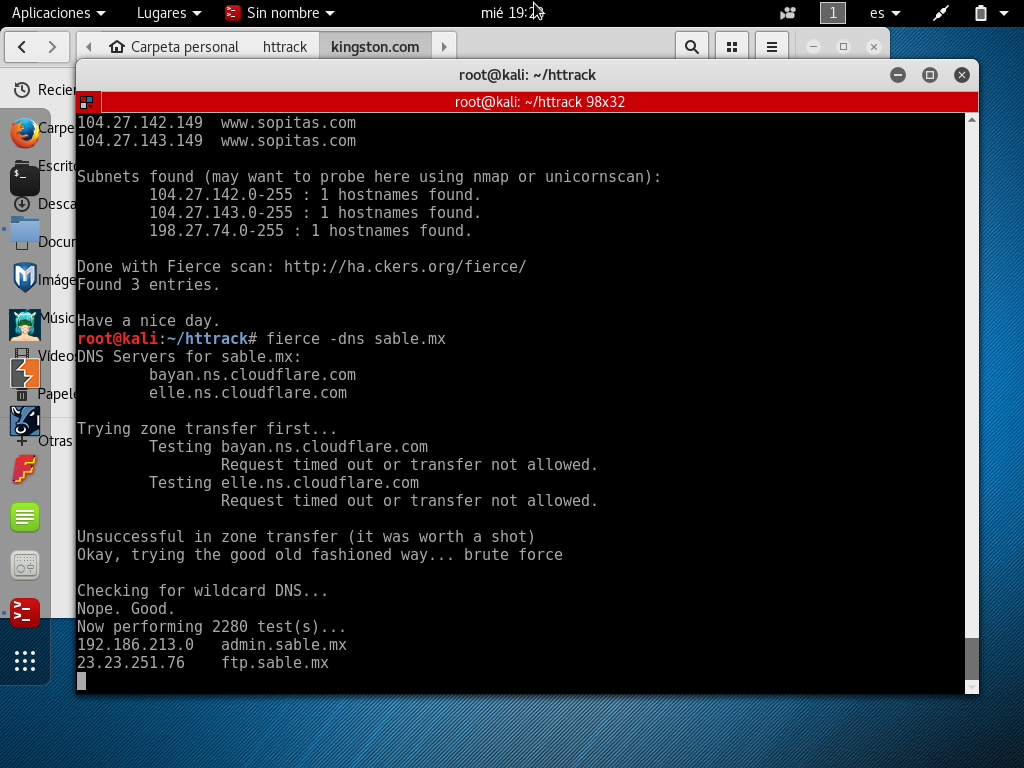 Aplicaciones Lugares Sin nombre mié 19:2 1 es
Carpeta personal httrack kingston.com
root@kali: ~/httrack
root@kali: ~/httrack 98x32
Recien
Carpe
Escrito
Desca
Docum
Imáge
Músic
Vídeos
Papele
Otras
104.27.142.149 www.sopitas.com
104.27.143.149 www.sopitas.com
Subnets found (may want to probe here using nmap or unicornscan):
104.27.142.0-255 : 1 hostnames found.
104.27.143.0-255 : 1 hostnames found.
198.27.74.0-255 : 1 hostnames found.
Done with Fierce scan: http://ha.ckers.org/fierce/
Found 3 entries.
Have a nice day.
root@kali:~/httrack# fierce -dns sable.mx
DNS Servers for sable.mx:
bayan.ns.cloudflare.com
elle.ns.cloudflare.com
Trying zone transfer first...
Testing bayan.ns.cloudflare.com
Request timed out or transfer not allowed.
Testing elle.ns.cloudflare.com
Request timed out or transfer not allowed.
Unsuccessful in zone transfer (it was worth a shot)
Okay, trying the good old fashioned way... brute force
Checking for wildcard DNS...
Nope. Good.
Now performing 2280 test(s)...
192.186.213.0 admin.sable.mx
23.23.251.76 ftp.sable.mx